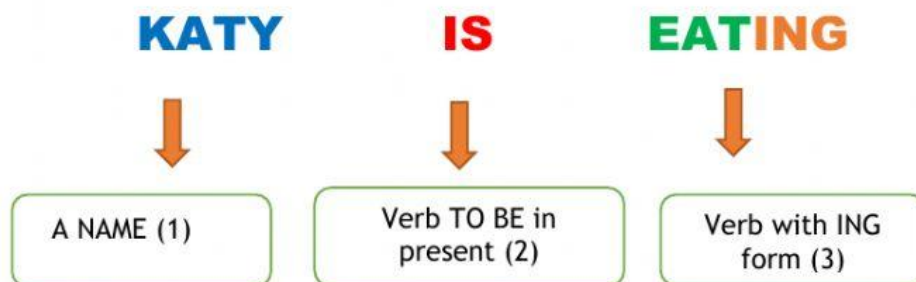 KATY IS EATING
A NAME (1)
Verb TO BE in
present (2)
Verb with ING
form (3)